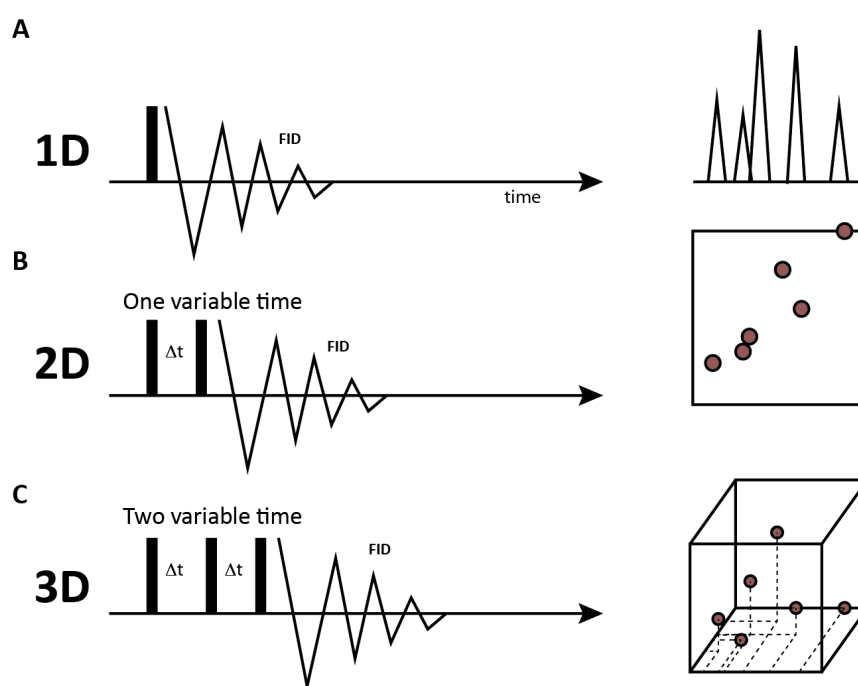 A
1D
FID
time
B
One variable time
2D
Δt
FID
C
Two variable time
3D
Δt
Δt
FID